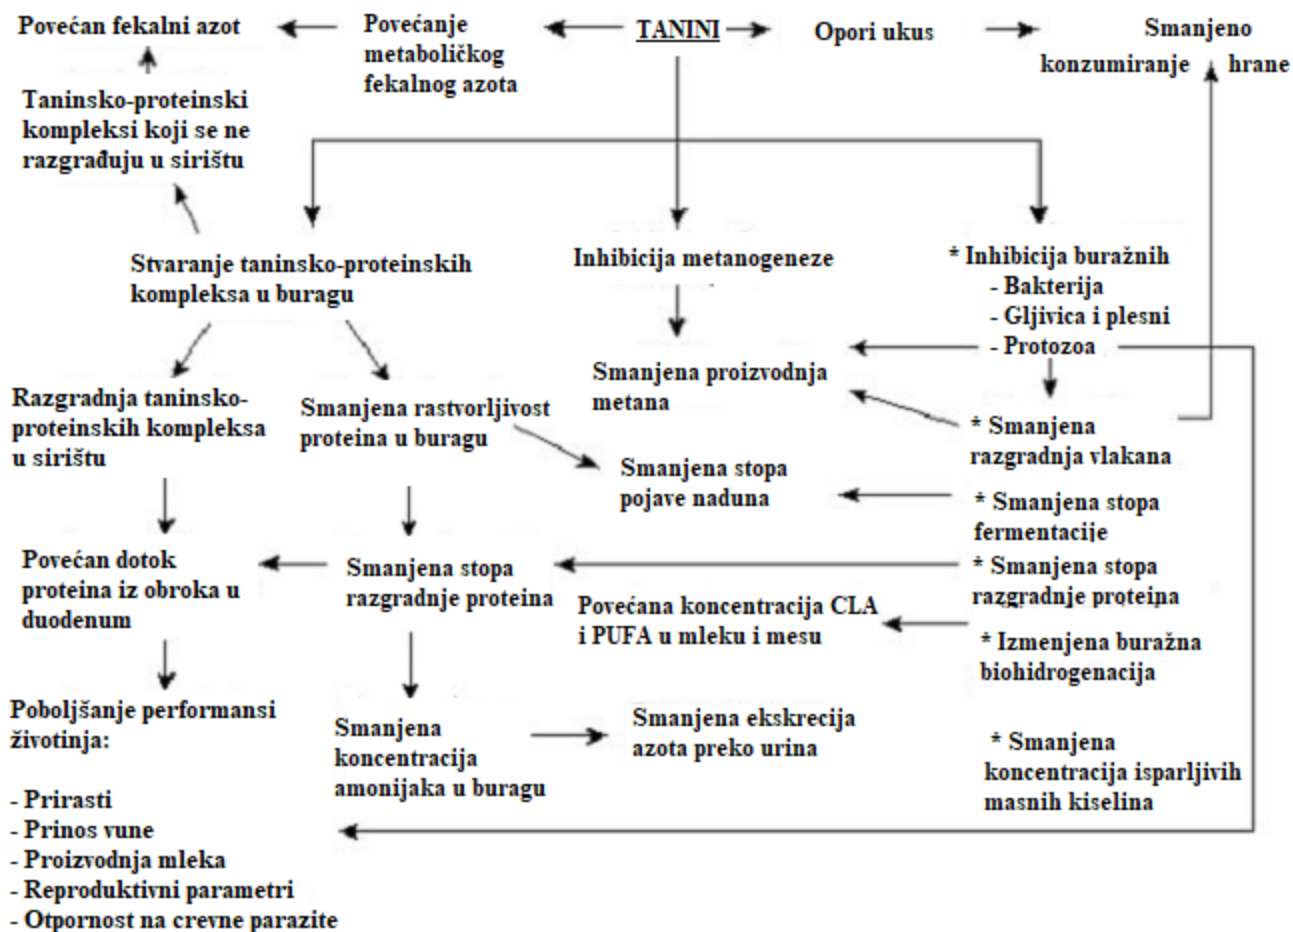 Povećan fekalni azot
Povećanje
metaboličkog
fekalnog azota
TANINI
Opori ukus
Smanjeno
konzumiranje hrane
Taninsko-proteinski
kompleksi koji se ne
razgrađuju u sirištu
Stvaranje taninsko-proteinskih
kompleksa u buragu
Inhibicija metanogeneze
* Inhibicija buražnih
- Bakterija
- Gljivica i plesni
- Protozoa
Razgradnja taninsko-
proteinskih kompleksa
u sirištu
Smanjena rastvorljivost
proteina u buragu
Smanjena proizvodnja
metana
* Smanjena
razgradnja vlakana
Smanjena stopa
pojave naduna
* Smanjena stopa
fermentacije
Povećan dotok
proteina iz obroka u
duodenum
Smanjena stopa
razgradnje proteina
* Smanjena stopa
razgradnje proteina
Povećana koncentracija CLA
i PUFA u mleku i mesu
* Izmenjena buražna
biohidrogenacija
Poboljšanje performansi
životinja:
- Prirasti
- Prinos vune
- Proizvodnja mleka
- Reproduktivni parametri
- Otpornost na crevne parazite
Smanjena
koncentracija
amonijaka u buragu
Smanjena ekskrecija
azota preko urina
* Smanjena
koncentracija isparljivih
masnih kiselina